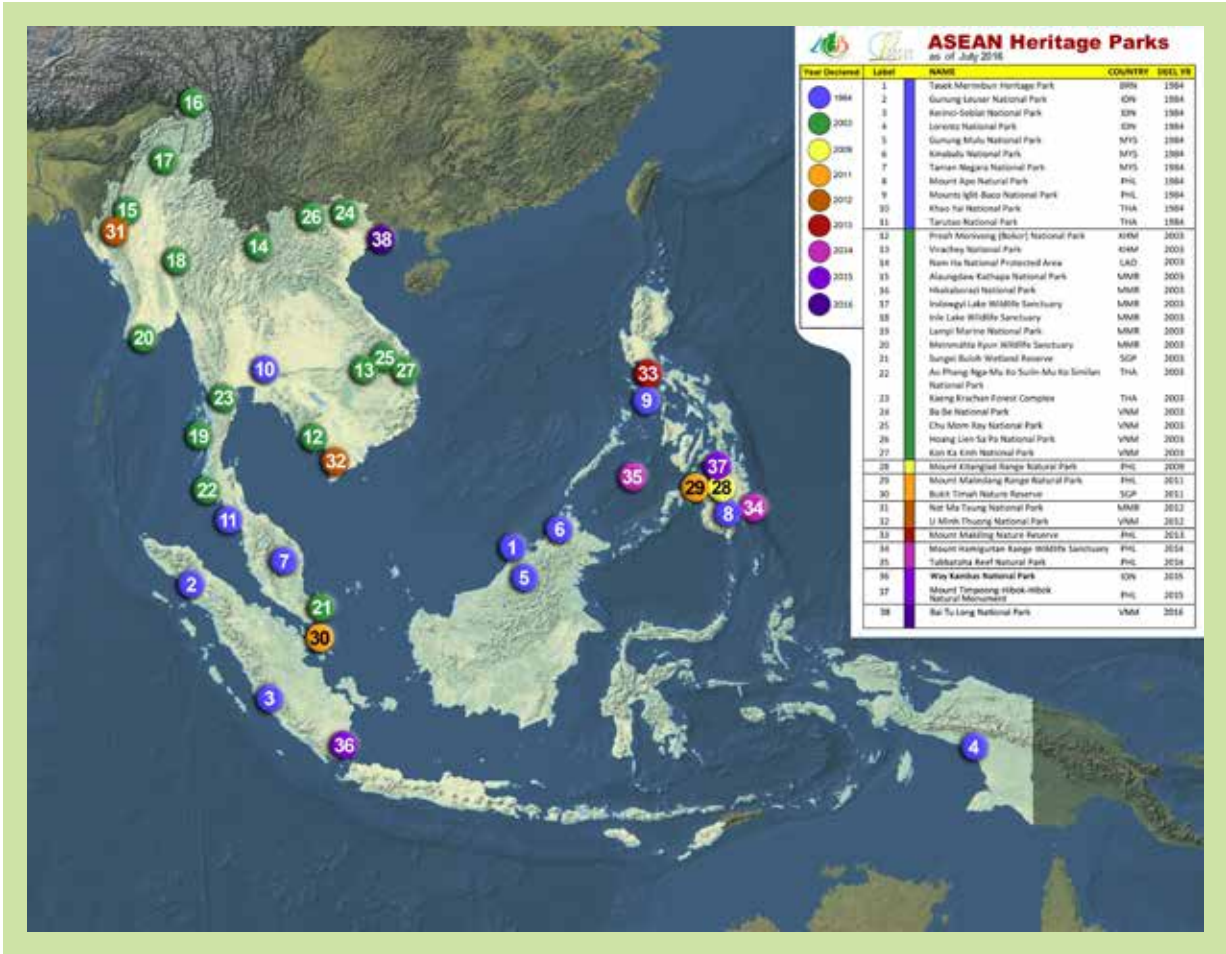 ASEAN Heritage Parks
as of July 2016
Year Declared Label NAME COUNTRY DECL YR
1984
2003
2009
2011
2012
2013
2014
2015
2016
1 Tasek Merimbun Heritage Park BRN 1984
2 Gunung Leuser National Park IDN 1984
3 Kerinci-Seblat National Park IDN 1984
4 Lorentz National Park IDN 1984
5 Gunung Mulu National Park MYS 1984
6 Kinabalu National Park MYS 1984
7 Taman Negara National Park MYS 1984
8 Mount Apo Natural Park PHL 1984
9 Mounts Iglit-Baco National Park PHL 1984
10 Khao Yai National Park THA 1984
11 Tarutao National Park THA 1984
12 Preah Monivong (Bokor) National Park KHM 2003
13 Virachey National Park KHM 2003
14 Nam Ha National Protected Area LAO 2003
15 Alaungdaw Kathapa National Park MMR 2003
16 Hkakaborazi National Park MMR 2003
17 Indawgyi Lake Wildlife Sanctuary MMR 2003
18 Inle Lake Wildlife Sanctuary MMR 2003
19 Lampi Marine National Park MMR 2003
20 Meinmahla Kyun Wildlife Sanctuary MMR 2003
21 Sungei Buloh Wetland Reserve SGP 2003
22 Ao Phang-Nga-Mu Ko Surin-Mu Ko Similan THA 2003
National Park
23 Kaeng Krachan Forest Complex THA 2003
24 Ba Be National Park VNM 2003
25 Chu Mom Ray National Park VNM 2003
26 Hoang Lien Sa Pa National Park VNM 2003
27 Kon Ka Kinh National Park VNM 2003
28 Mount Kitanglad Range Natural Park PHL 2009
29 Mount Malindang Range Natural Park PHL 2011
30 Bukit Timah Nature Reserve SGP 2011
31 Nat Ma Taung National Park MMR 2012
32 U Minh Thuong National Park VNM 2012
33 Mount Makiling Nature Reserve PHL 2013
34 Mount Hamiguitan Range Wildlife Sanctuary PHL 2014
35 Tubbataha Reef Natural Park PHL 2014
36 Way Kambas National Park IDN 2015
37 Mount Timpoong Hibok-Hibok PHL 2015
Natural Monument
38 Bai Tu Long National Park VNM 2016
16
17
15
26
24
31
38
14
18
20
10
25
13
27
33
23
9
19
12
32
37
35
22
29
28
34
8
11
6
1
7
5
2
21
30
3
36
4